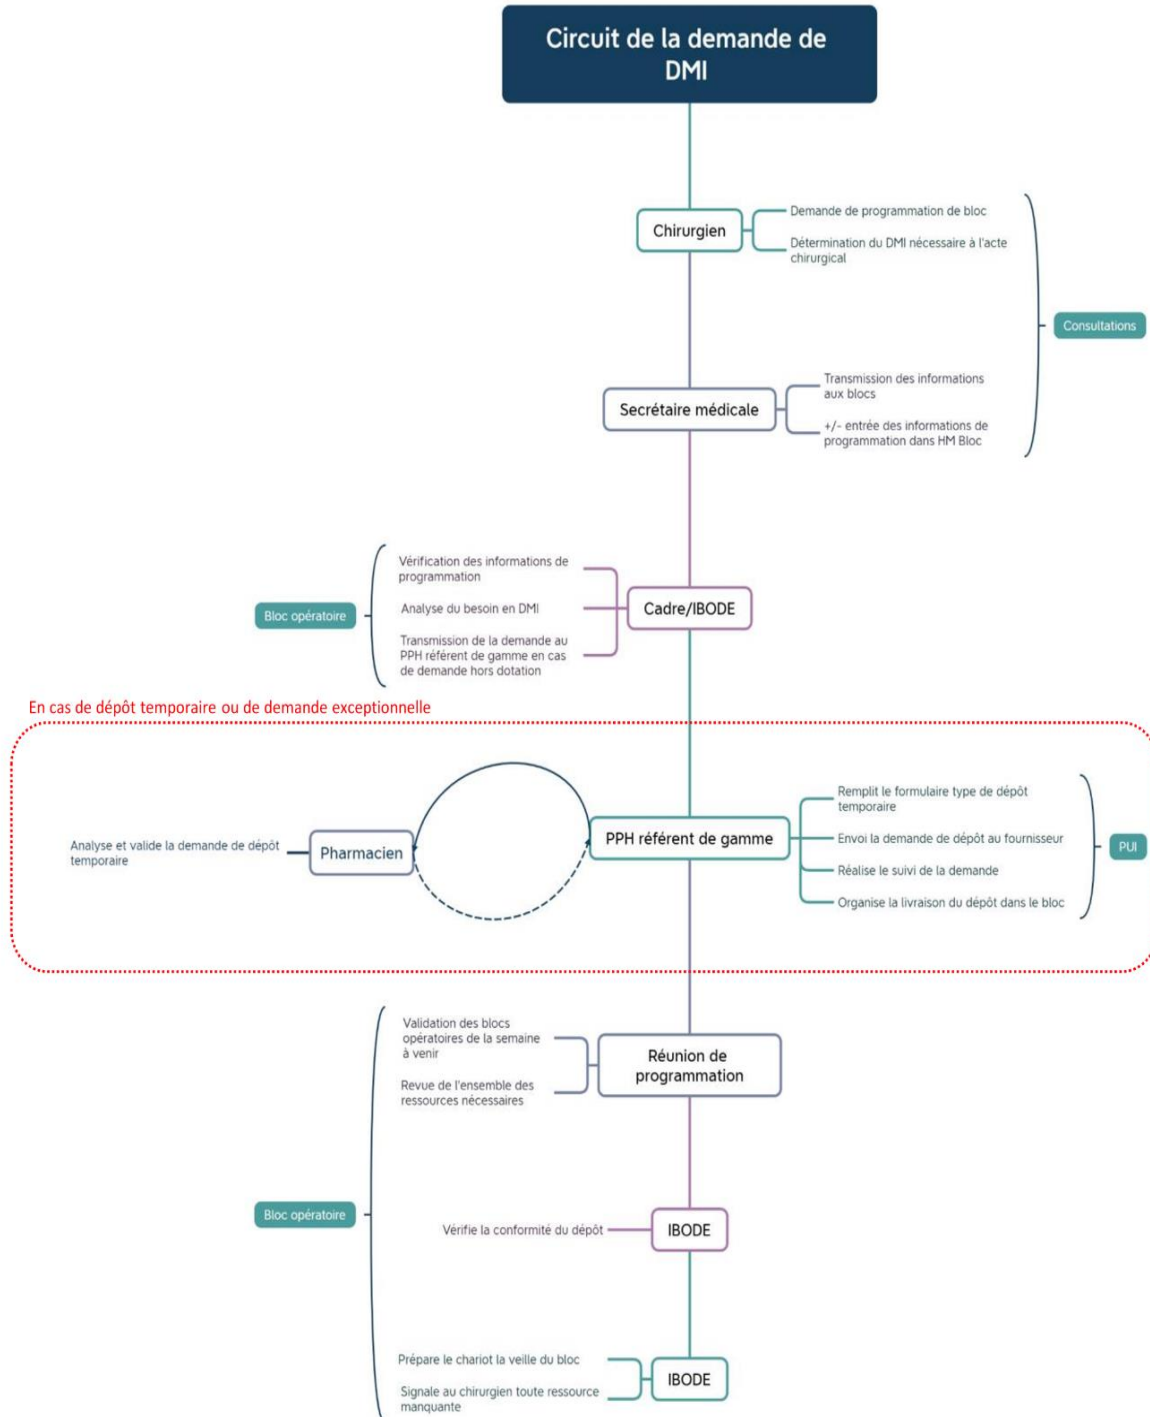 Circuit de la demande de
DMI
Chirurgien
Demande de programmation de bloc
Détermination du DMI nécessaire à l'acte
chirurgical
Consultations
Secrétaire médicale
Transmission des informations
aux blocs
+/- entrée des informations de
programmation dans HM Bloc
Bloc opératoire
Vérification des informations de
programmation
Analyse du besoin en DMI
Transmission de la demande au
PPH référent de gamme en cas
de demande hors dotation
Cadre/IBODE
En cas de dépôt temporaire ou de demande exceptionnelle
Analyse et valide la demande de dépôt
temporaire
Pharmacien
PPH référent de gamme
Remplit le formulaire type de dépôt
temporaire
Envoi la demande de dépôt au fournisseur
Réalise le suivi de la demande
Organise la livraison du dépôt dans le bloc
PUI
Validation des blocs
opératoires de la semaine
à venir
Revue de l'ensemble des
ressources nécessaires
Réunion de
programmation
Bloc opératoire
Vérifie la conformité du dépôt
IBODE
Prépare le chariot la veille du bloc
Signale au chirurgien toute ressource
manquante
IBODE